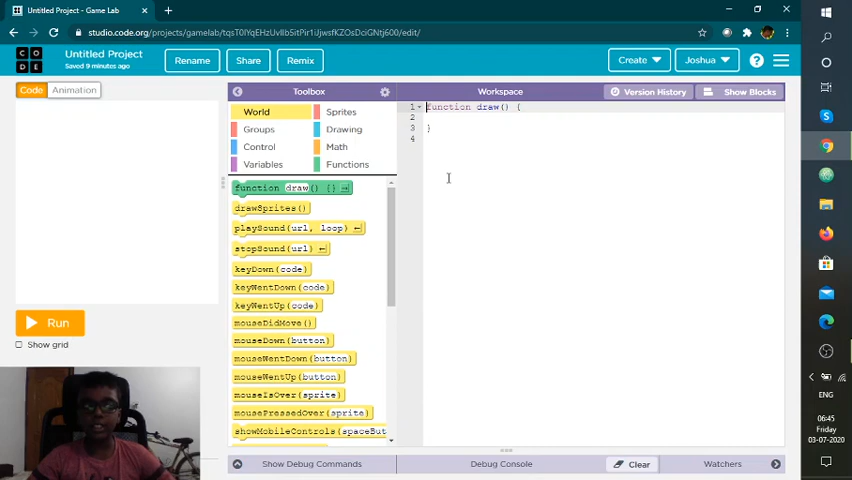 Untitled Project - Game Lab
studio.code.org/projects/gamelab/
C O
D E
Untitled Project
Saved 9 minutes ago
Rename
Share
Remix
Create
Joshua
?
Code
Animation
Toolbox
World
Sprites
Groups
Drawing
Control
Math
Variables
Functions
function draw() {}
drawSprites()
playSound(url, loop)
stopSound(url)
keyDown(code)
keyWentDown(code)
keyWentUp(code)
mouseDidMove()
mouseDown(button)
mouseWentDown(button)
mouseWentUp(button)
mouseIsOver(sprite)
mousePressedOver(sprite)
showMobileControls(spaceBut
Workspace
Version History
Show Blocks
1 function draw() {
2
3 }
4
Run
Show grid
Show Debug Commands
Debug Console
Clear
Watchers
ENG
06:45
Friday
03-07-2020